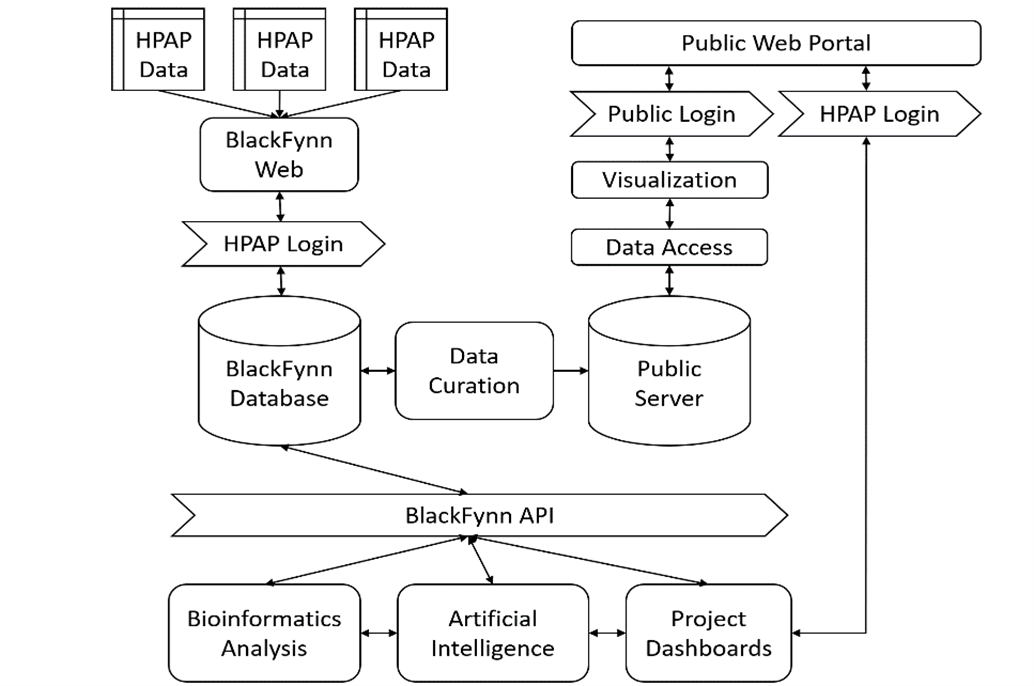 HPAP
Data
HPAP
Data
HPAP
Data
BlackFynn
Web
HPAP Login
BlackFynn
Database
Data
Curation
Public Web Portal
Public Login
HPAP Login
Visualization
Data Access
Public
Server
BlackFynn API
Bioinformatics
Analysis
Artificial
Intelligence
Project
Dashboards